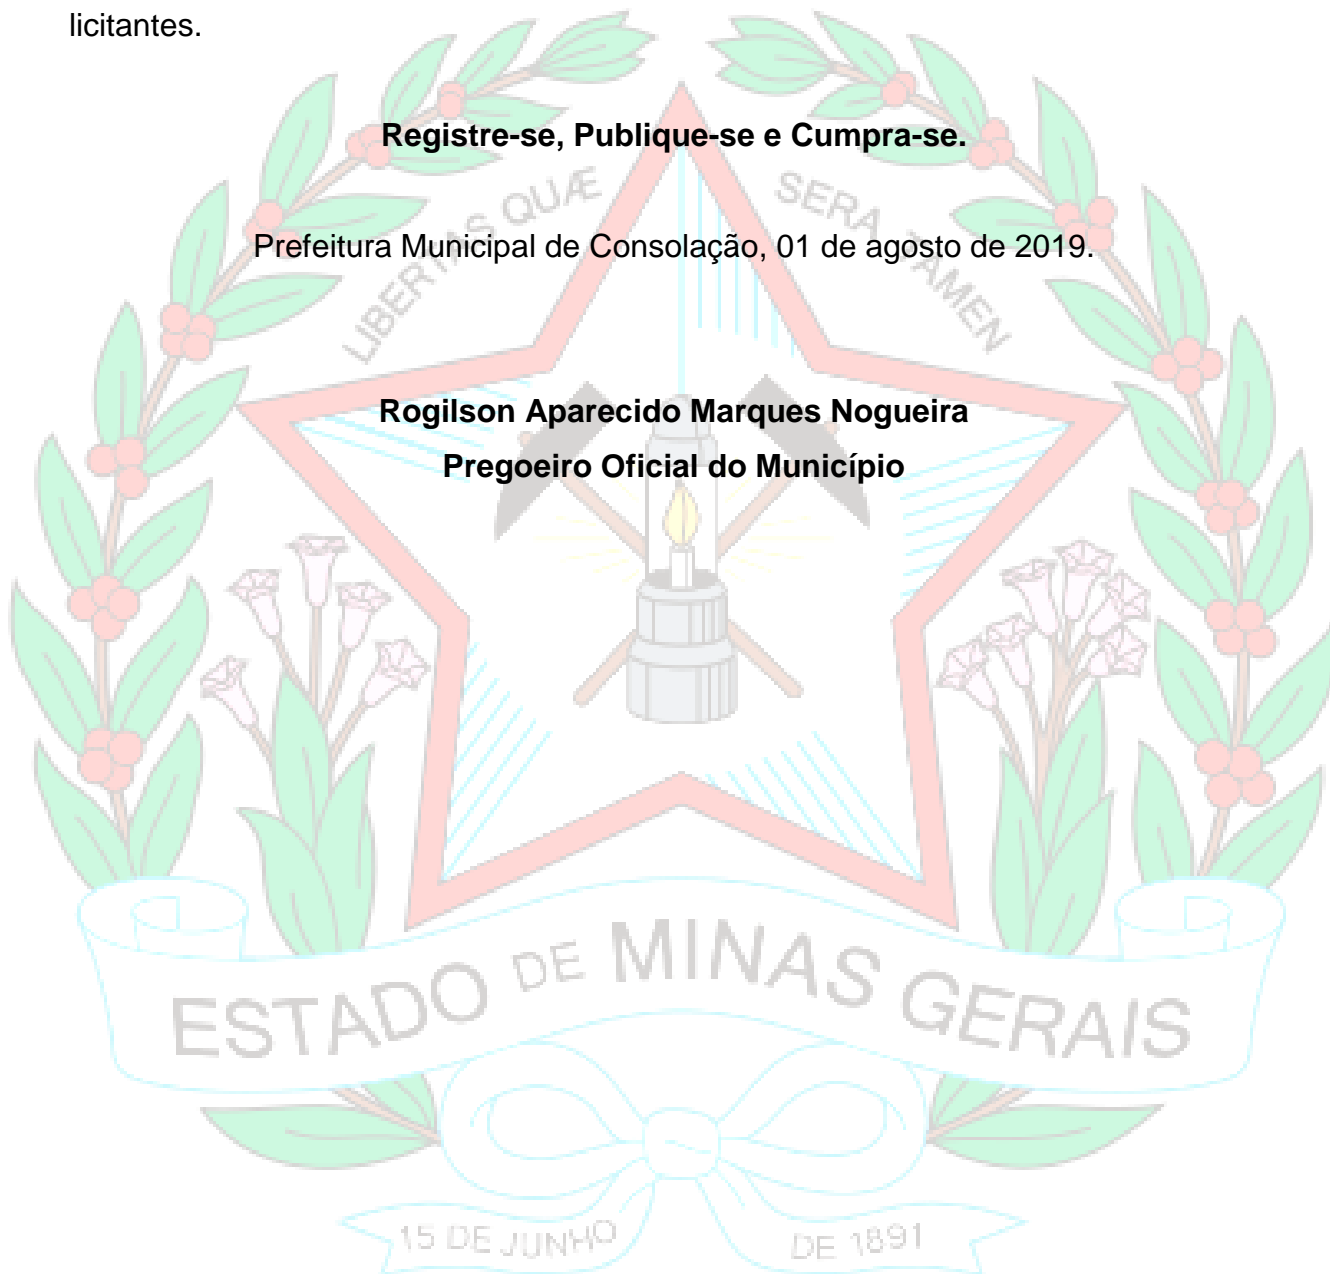 licitantes.
Registre-se, Publique-se e Cumpra-se.
LIBERTAS QUÆ SERA TAMEN
Prefeitura Municipal de Consolação, 01 de agosto de 2019.
Rogilson Aparecido Marques Nogueira
Pregoeiro Oficial do Município
ESTADO DE MINAS GERAIS
15 DE JUNHO DE 1891